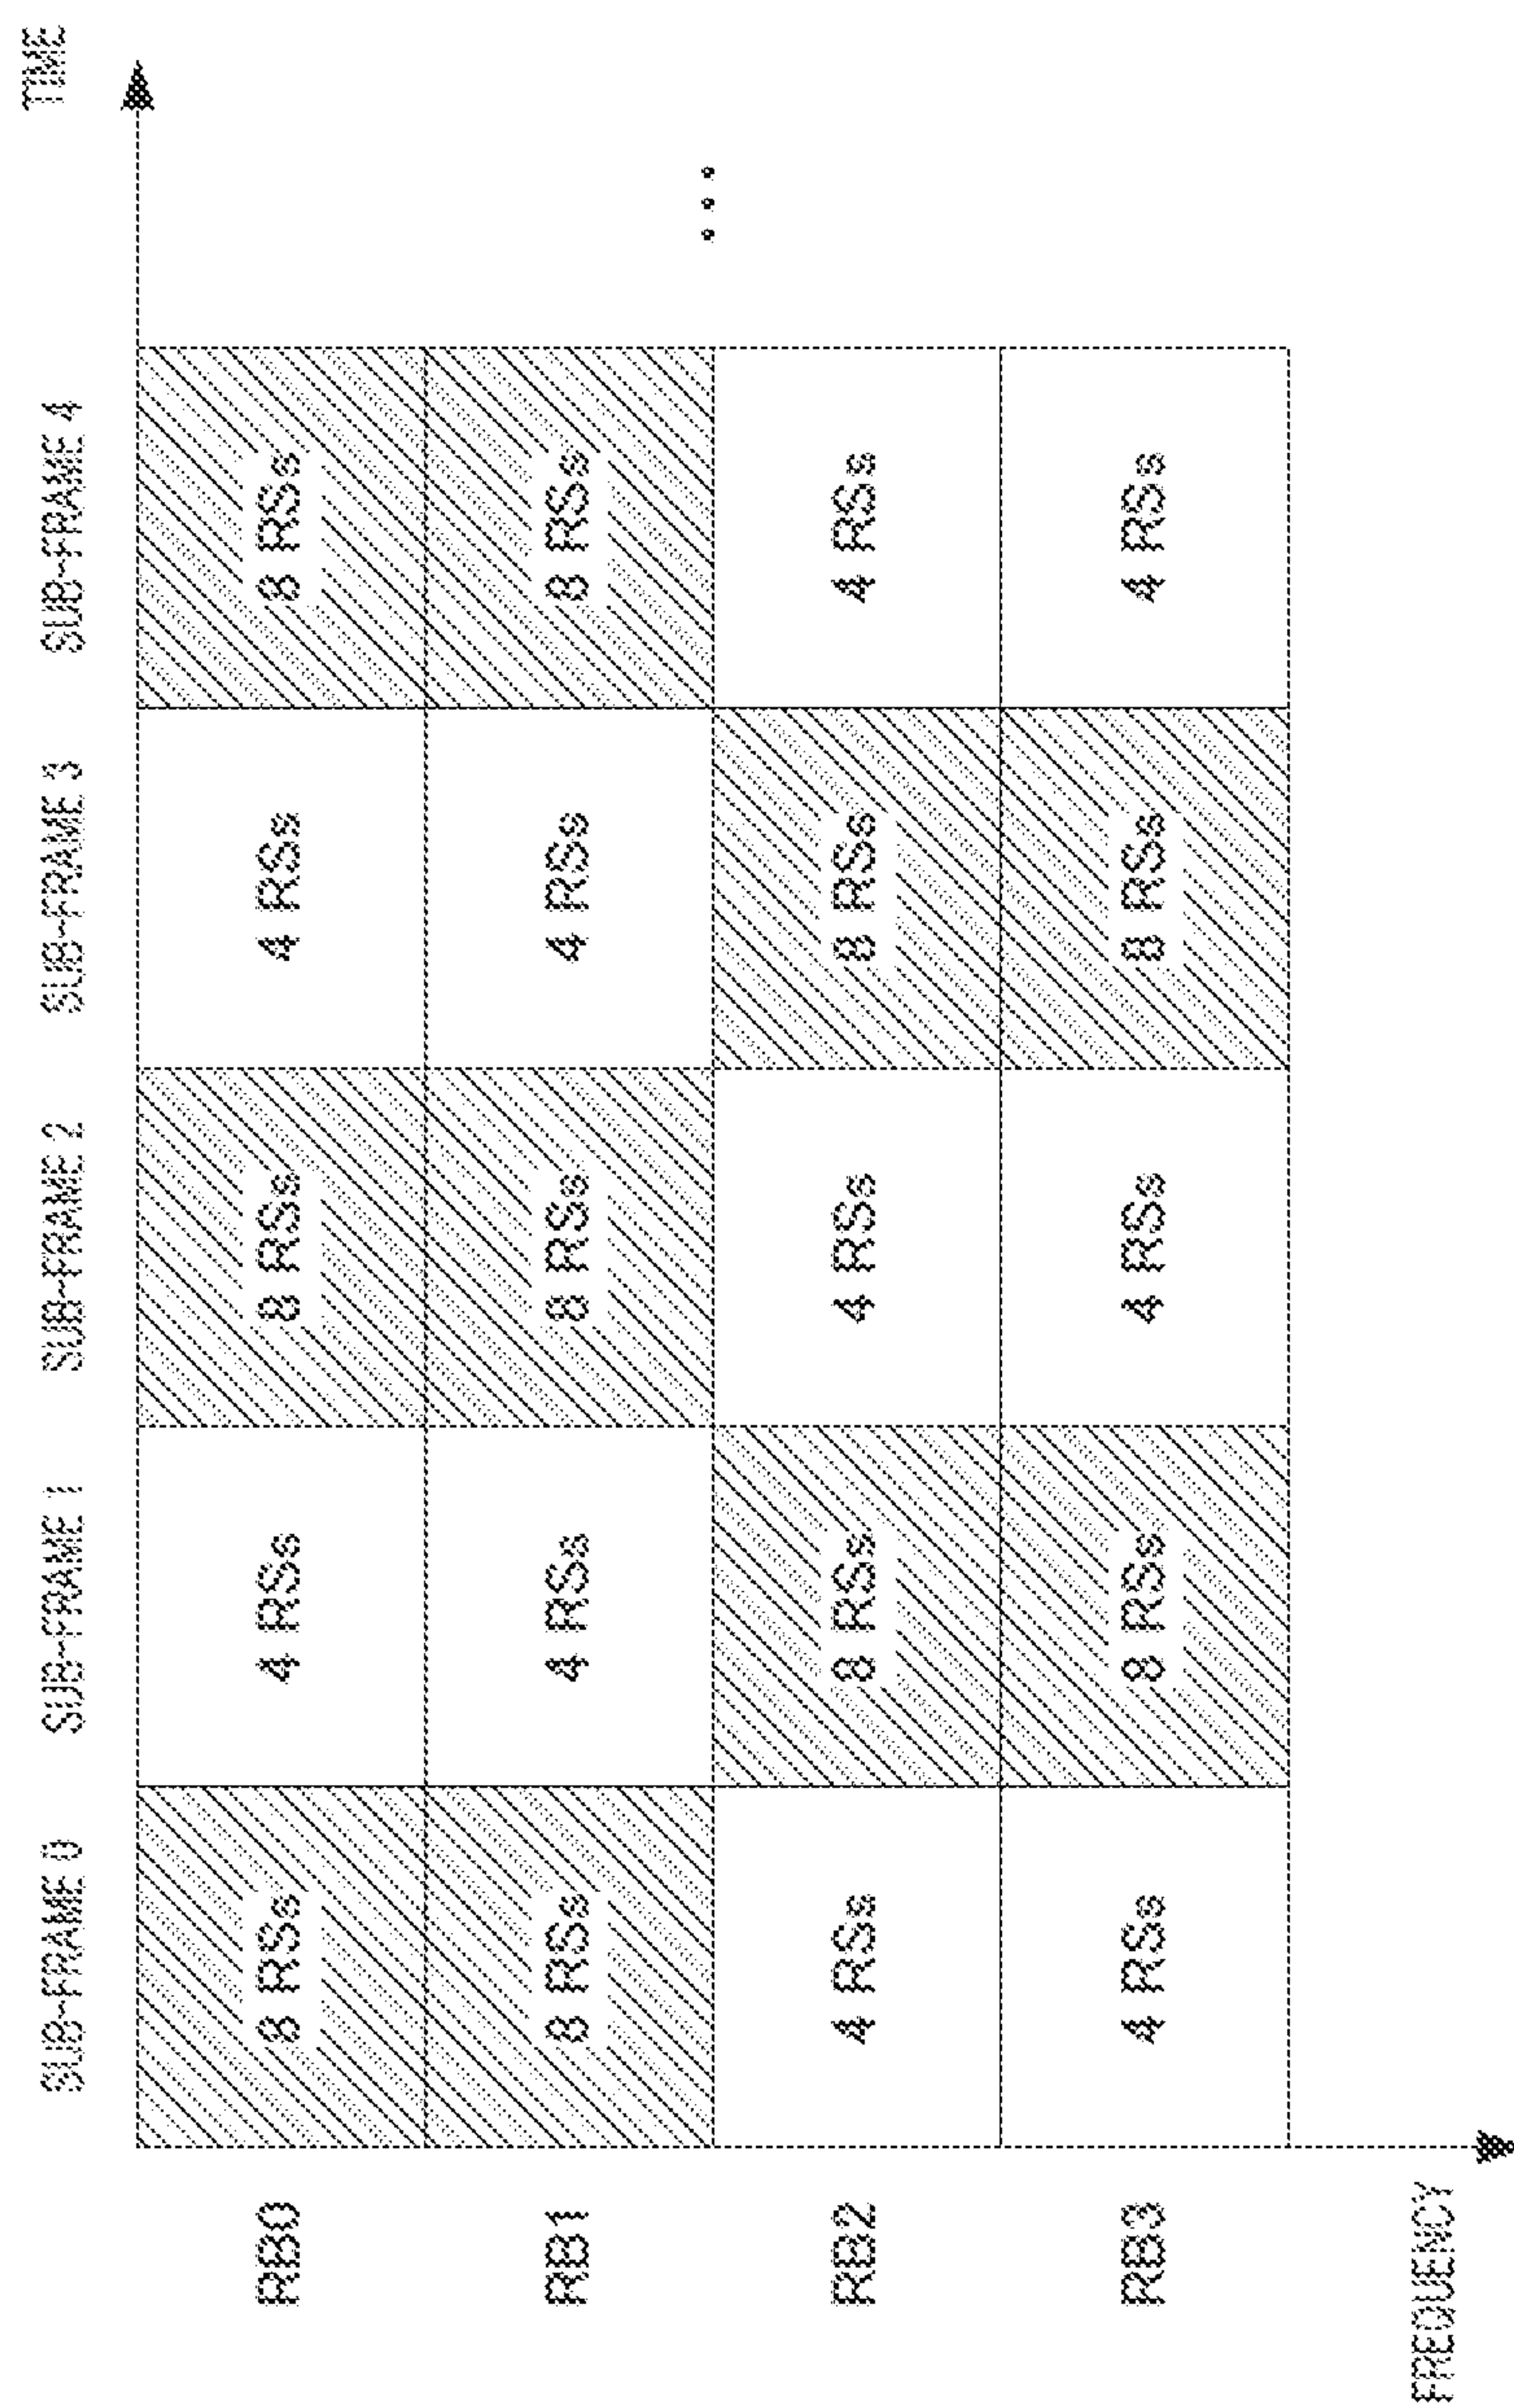 TIME
SUB-FRAME 0 SUB-FRAME 1 SUB-FRAME 2 SUB-FRAME 3 SUB-FRAME 4
RB0 8 RSs 4 RSs 8 RSs 4 RSs 8 RSs
RB1 8 RSs 4 RSs 8 RSs 4 RSs 8 RSs
...
RB2 4 RSs 8 RSs 4 RSs 8 RSs 4 RSs
RB3 4 RSs 8 RSs 4 RSs 8 RSs 4 RSs
FREQUENCY